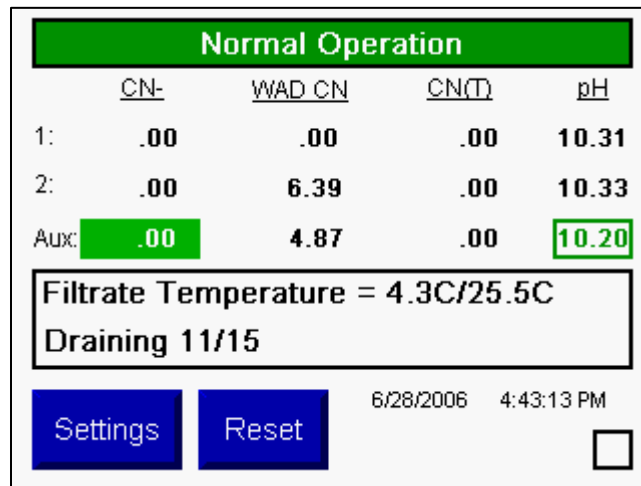 Normal Operation
CN- WAD CN CN(T) pH
1: .00 .00 .00 10.31
2: .00 6.39 .00 10.33
Aux: .00 4.87 .00 10.20
Filtrate Temperature = 4.3C/25.5C
Draining 11/15
6/28/2006 4:43:13 PM
Settings Reset